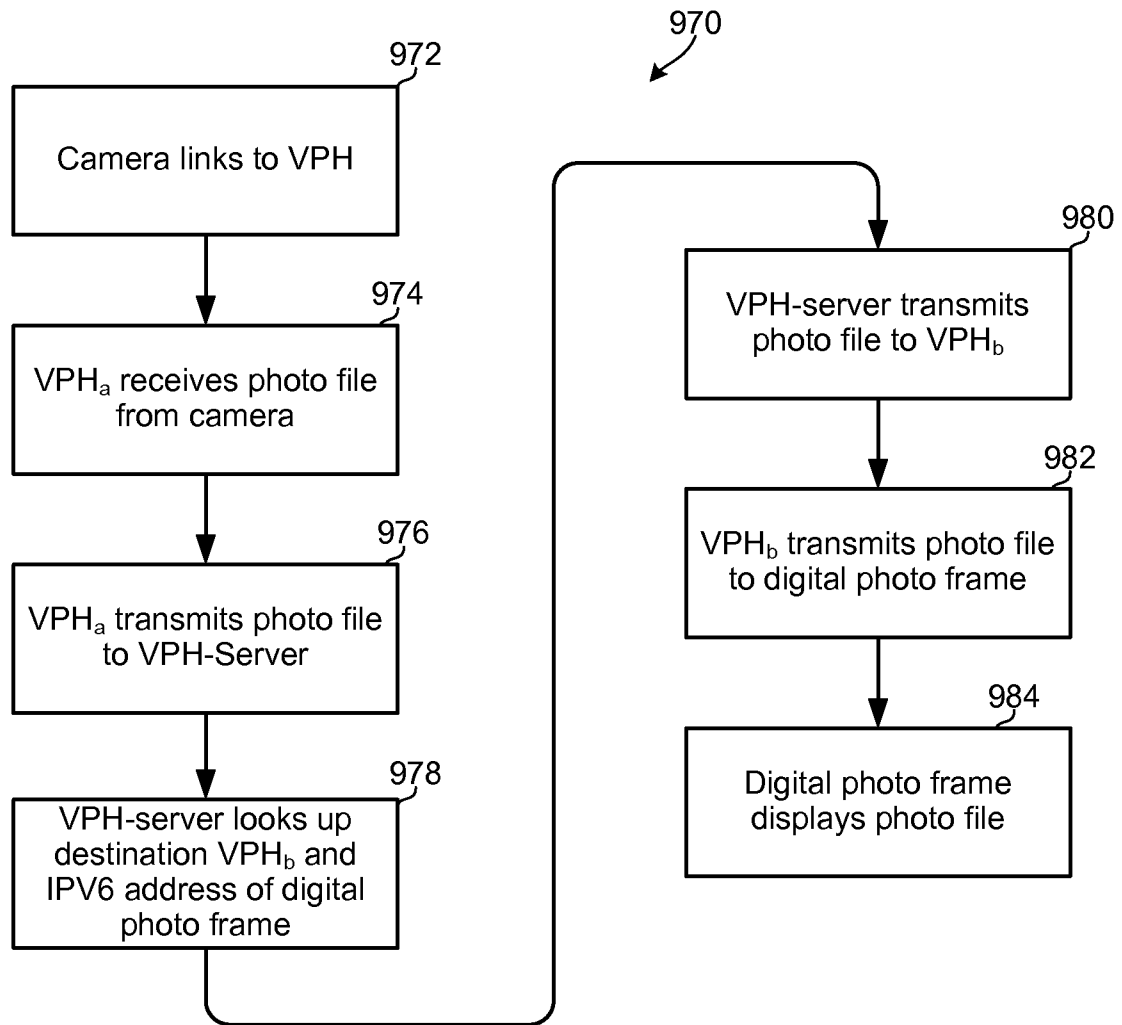 970
972
Camera links to VPH
974
VPHa receives photo file
from camera
976
VPHa transmits photo file
to VPH-Server
978
VPH-server looks up
destination VPHb and
IPV6 address of digital
photo frame
980
VPH-server transmits
photo file to VPHb
982
VPHb transmits photo file
to digital photo frame
984
Digital photo frame
displays photo file